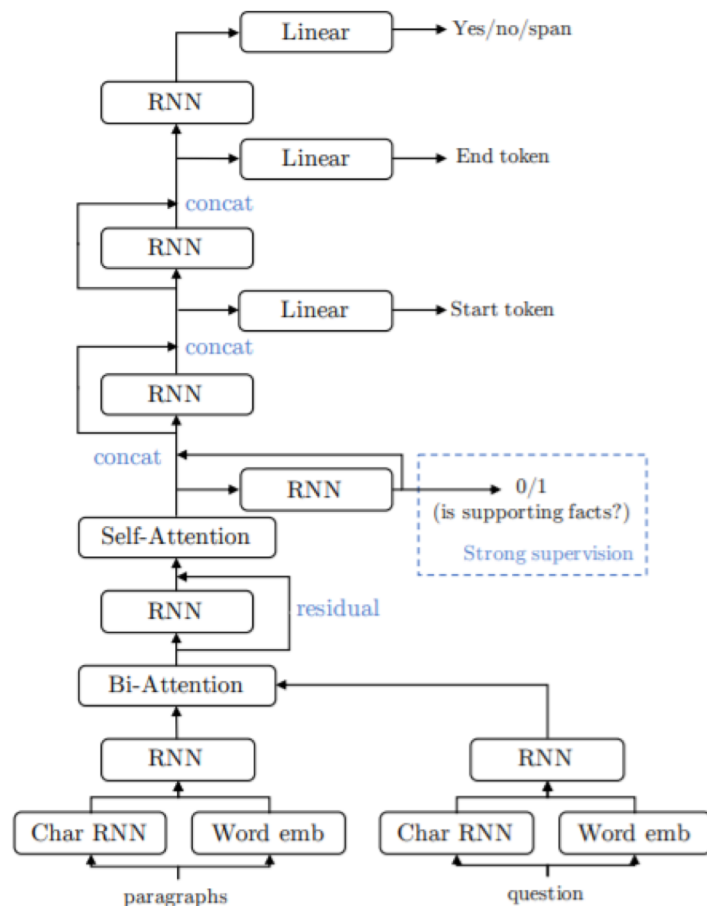 Linear
Yes/no/span
RNN
Linear
End token
concat
RNN
Linear
Start token
concat
RNN
concat
RNN
0/1
(is supporting facts?)
Strong supervision
Self-Attention
RNN
residual
Bi-Attention
RNN
RNN
Char RNN
Word emb
Char RNN
Word emb
paragraphs
question